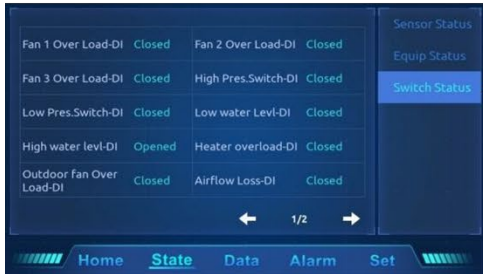 Sensor Status
Fan 1 Over Load-DI Closed Fan 2 Over Load-DI Closed
Equip Status
Fan 3 Over Load-DI Closed High Pres.Switch-DI Closed
Switch Status
Low Pres.Switch-DI Closed Low water Levl-DI Closed
High water levl-DI Opened Heater overload-DI Closed
Outdoor fan Over
Load-DI Closed Airflow Loss-DI Closed
1/2
Home State Data Alarm Set